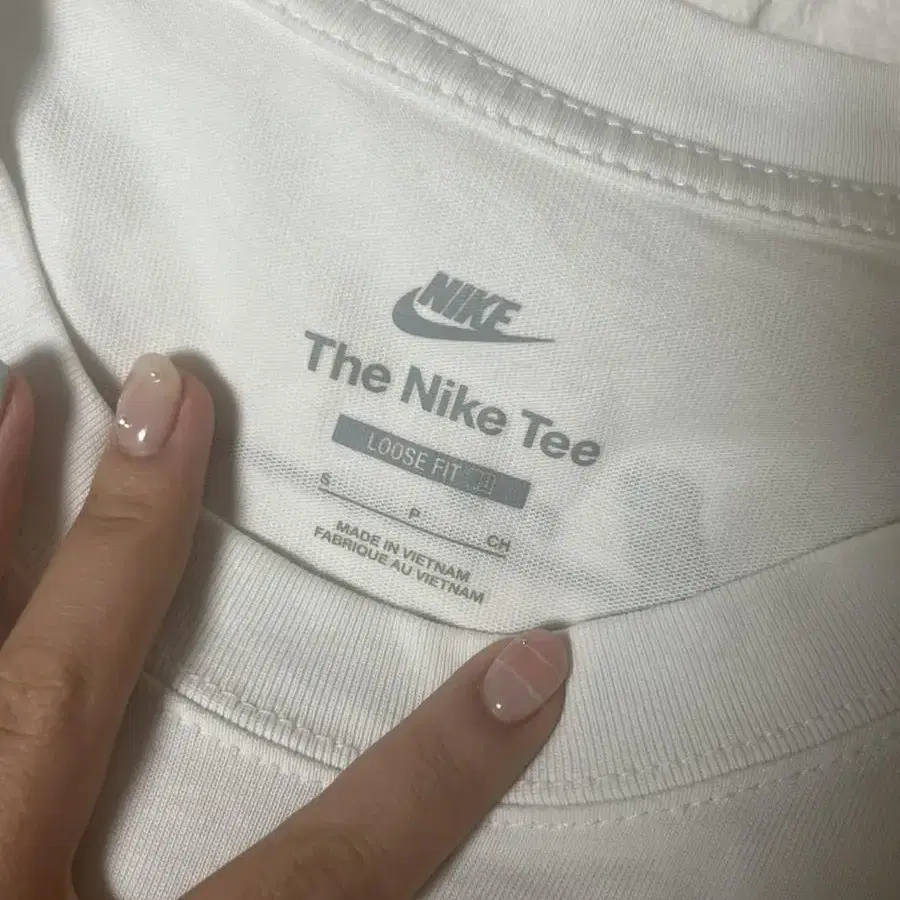 NIKE
The Nike Tee
LOOSE FIT
S P CH
MADE IN VIETNAM
FABRIQUE AU VIETNAM